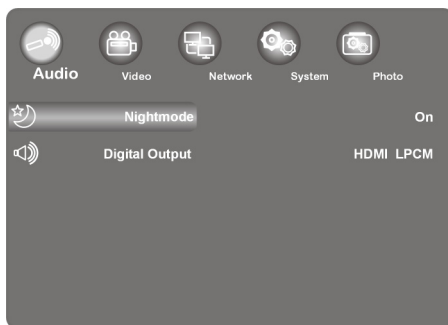 Audio Video Network System Photo
Nightmode On
Digital Output HDMI LPCM